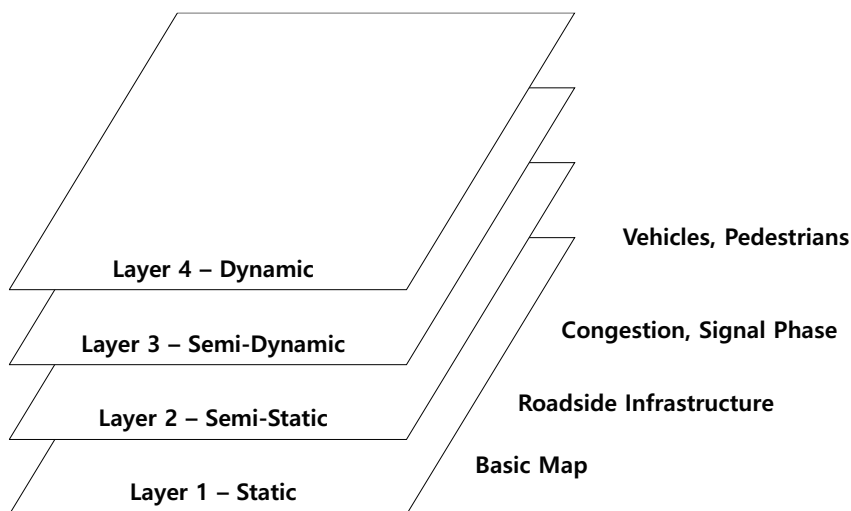 Vehicles, Pedestrians
Layer 4 – Dynamic
Congestion, Signal Phase
Layer 3 – Semi-Dynamic
Roadside Infrastructure
Layer 2 – Semi-Static
Basic Map
Layer 1 – Static